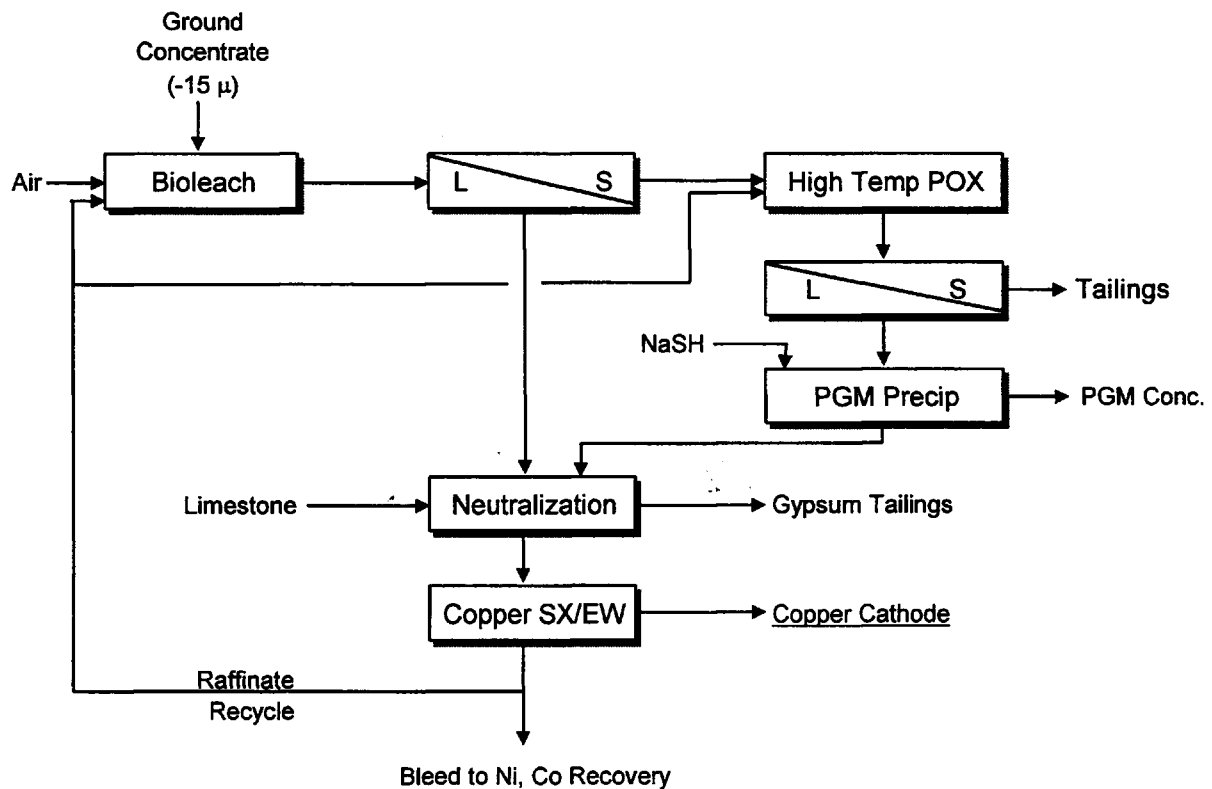 Ground
Concentrate
(-15 μ)
Air
Bioleach
L S
High Temp POX
L S
Tailings
NaSH
PGM Precip
PGM Conc.
Limestone
Neutralization
Gypsum Tailings
Copper SX/EW
Copper Cathode
Raffinate
Recycle
Bleed to Ni, Co Recovery